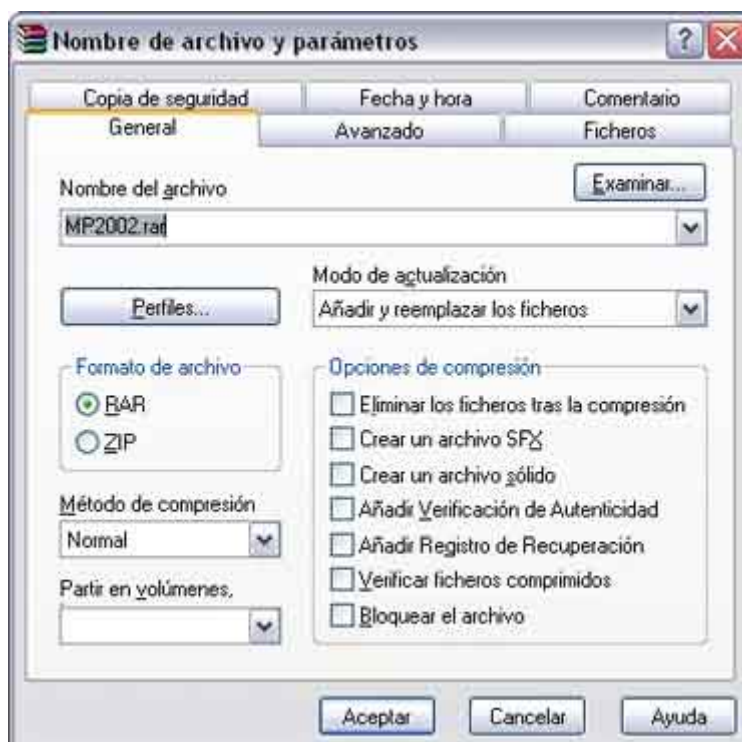 Nombre de archivo y parámetros
Copia de seguridad
Fecha y hora
Comentario
General
Avanzado
Ficheros
Nombre del archivo
Examinar...
MP2002.rar
Modo de actualización
Perfiles...
Añadir y reemplazar los ficheros
Formato de archivo
RAR
ZIP
Opciones de compresión
Eliminar los ficheros tras la compresión
Crear un archivo SFX
Crear un archivo sólido
Añadir Verificación de Autenticidad
Añadir Registro de Recuperación
Verificar ficheros comprimidos
Bloquear el archivo
Método de compresión
Normal
Partir en volúmenes,
Aceptar
Cancelar
Ayuda